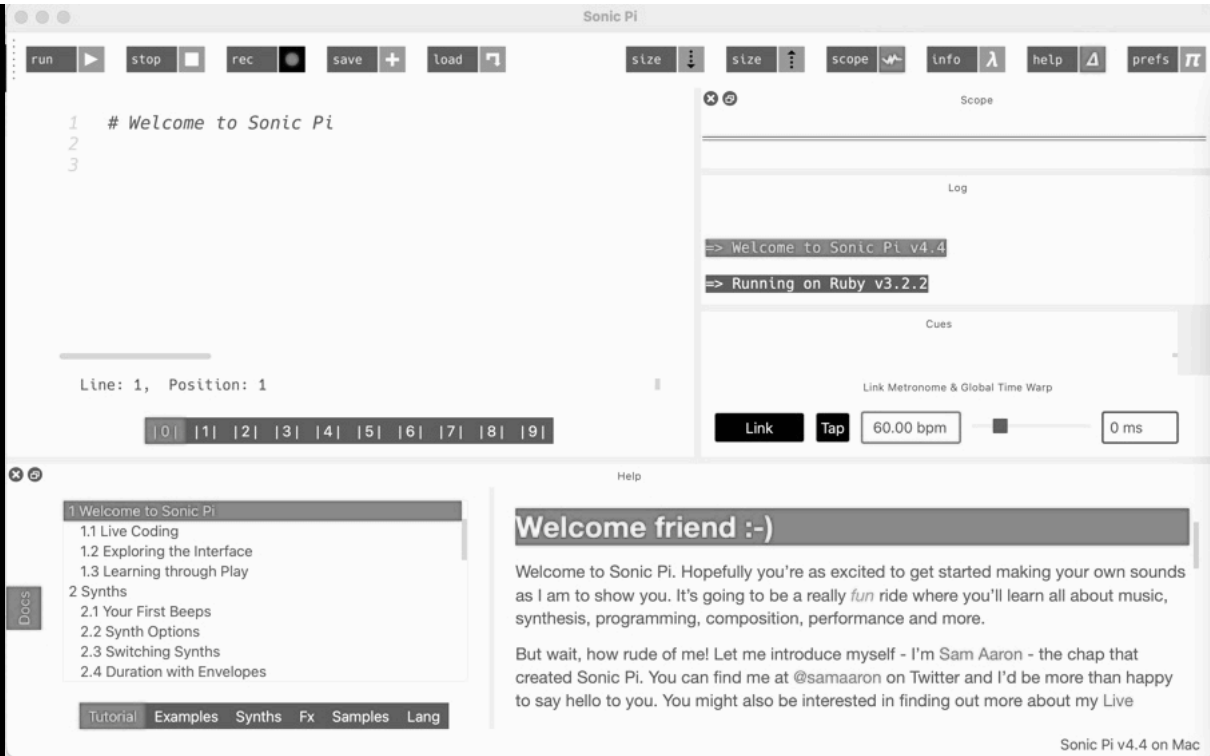 Sonic Pi
run stop rec save load size size scope info help prefs
1 # Welcome to Sonic Pi
2
3
Line: 1, Position: 1
|0| |1| |2| |3| |4| |5| |6| |7| |8| |9|
Scope
Log
=> Welcome to Sonic Pi v4.4
=> Running on Ruby v3.2.2
Cues
Link Metronome & Global Time Warp
Link Tap 60.00 bpm 0 ms
Help
Docs
1 Welcome to Sonic Pi
1.1 Live Coding
1.2 Exploring the Interface
1.3 Learning through Play
2 Synths
2.1 Your First Beeps
2.2 Synth Options
2.3 Switching Synths
2.4 Duration with Envelopes
Tutorial Examples Synths Fx Samples Lang
Welcome friend :-)
Welcome to Sonic Pi. Hopefully you're as excited to get started making your own sounds
as I am to show you. It's going to be a really fun ride where you'll learn all about music,
synthesis, programming, composition, performance and more.
But wait, how rude of me! Let me introduce myself - I'm Sam Aaron - the chap that
created Sonic Pi. You can find me at @samaaron on Twitter and I'd be more than happy
to say hello to you. You might also be interested in finding out more about my Live
Sonic Pi v4.4 on Mac